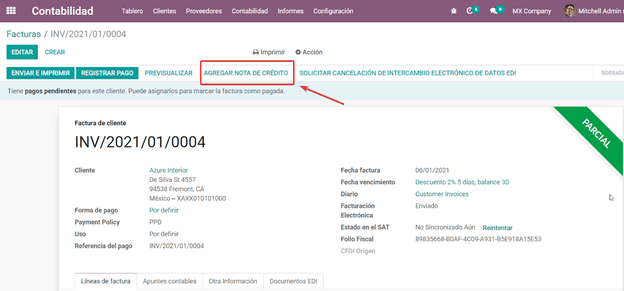 Contabilidad Tablero Clientes Proveedores Contabilidad Informes Configuración 4 6 MX Company Mitchell Admin (
Facturas / INV/2021/01/0004
EDITAR CREAR Imprimir Acción
ENVIAR E IMPRIMIR REGISTRAR PAGO PREVISUALIZAR AGREGAR NOTA DE CRÉDITO SOLICITAR CANCELACIÓN DE INTERCAMBIO ELECTRÓNICO DE DATOS EDI BORRADO
Tiene pagos pendientes para este cliente. Puede asignarlos para marcar la factura como pagada.
PARCIAL
Factura de cliente
INV/2021/01/0004
Cliente Azure Interior Fecha factura 06/01/2021
De Silva St 4557 Fecha vencimiento Descuento 2% 5 días, balance 30
94538 Fremont, CA Diario Customer Invoices
México – XAXX010101000 Facturación Enviado
Forma de pago Por definir Electrónica
Payment Policy PPD Estado en el SAT No Sincronizado Aún Reintentar
Uso Por definir Folio Fiscal 89835668-B0AF-4C09-A931-B5E918A15E53
Referencia del pago INV/2021/01/0004 CFDI Origen
Líneas de factura Apuntes contables Otra Información Documentos EDI